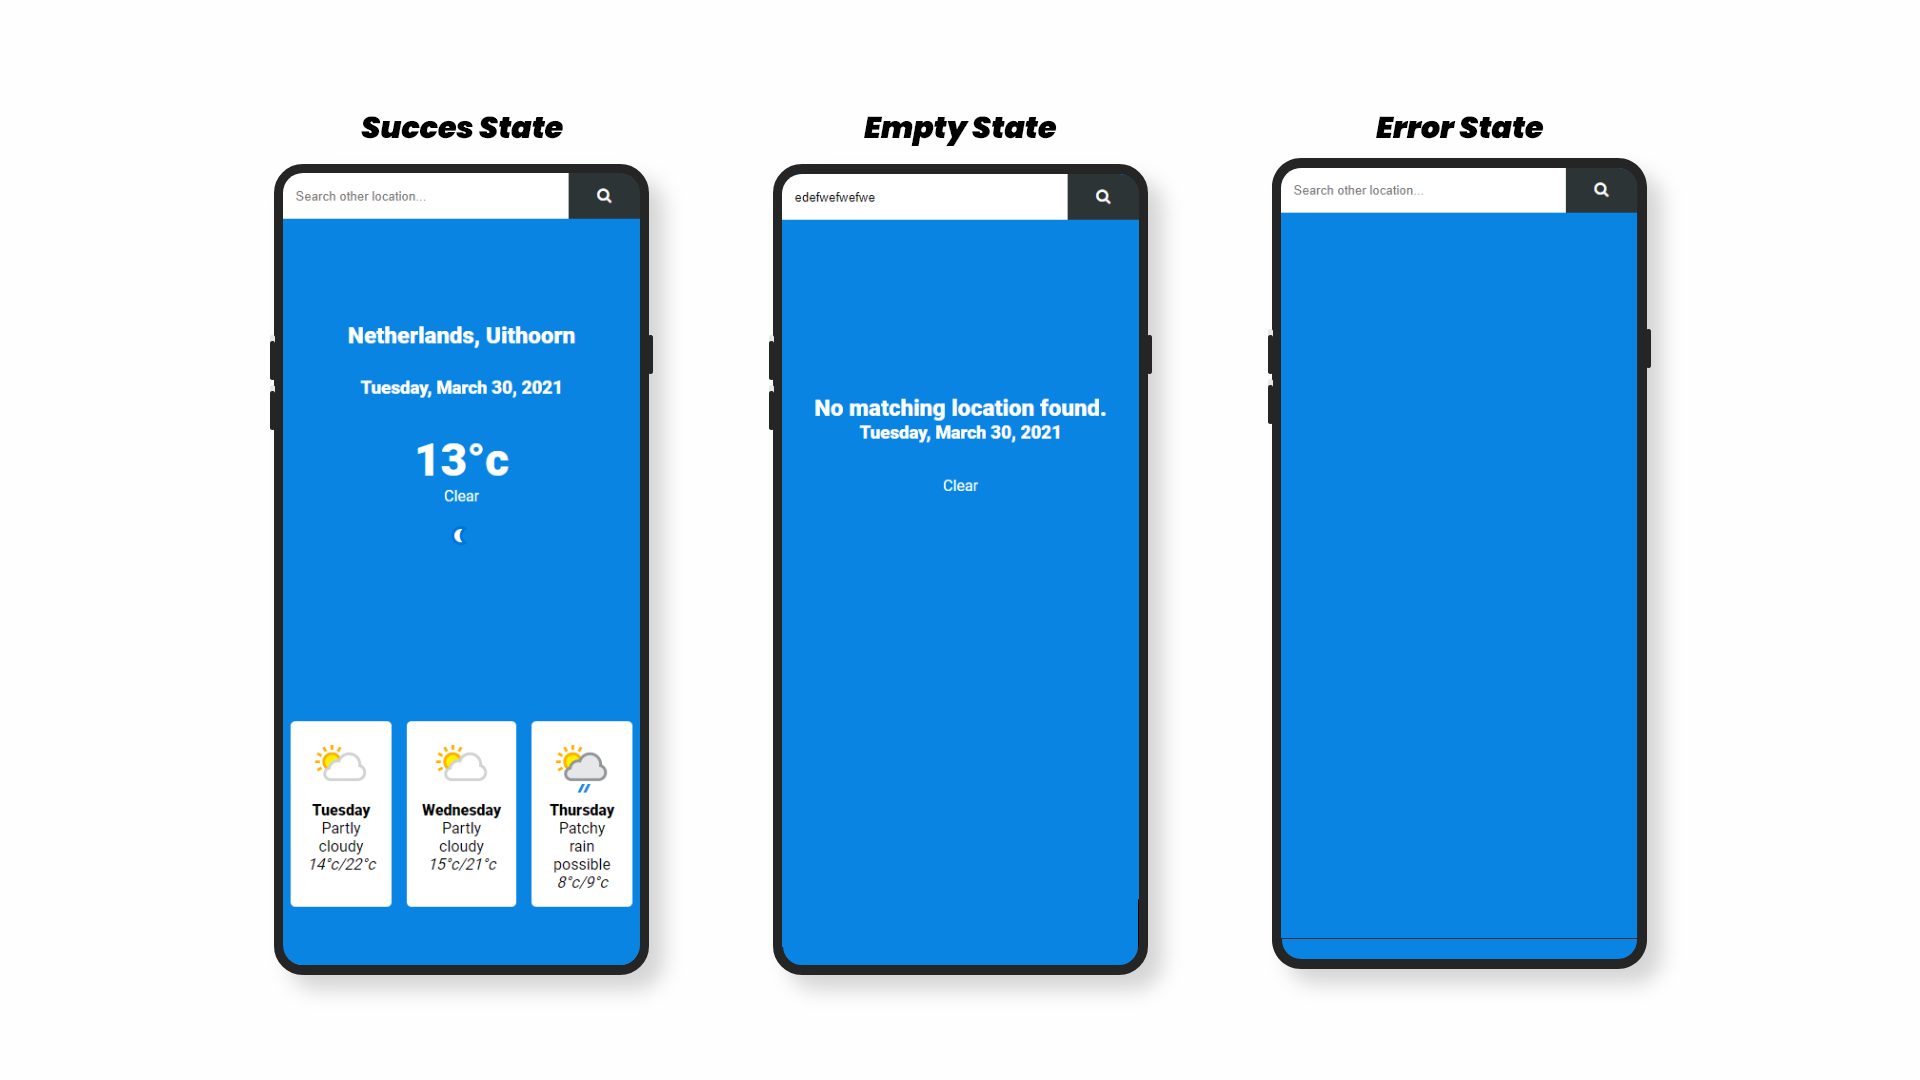 Succes State
Search other location...
Netherlands, Uithoorn
Tuesday, March 30, 2021
13°c
Clear
Tuesday
Partly
cloudy
14°c/22°c
Wednesday
Partly
cloudy
15°c/21°c
Thursday
Patchy
rain
possible
8°c/9°c
Empty State
edefwefwefwe
No matching location found.
Tuesday, March 30, 2021
Clear
Error State
Search other location...